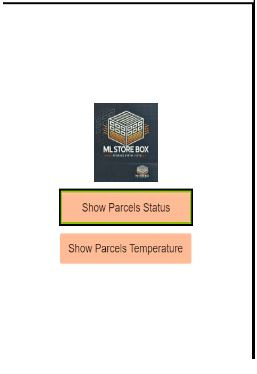 ML STORE BOX
Show Parcels Status
Show Parcels Temperature